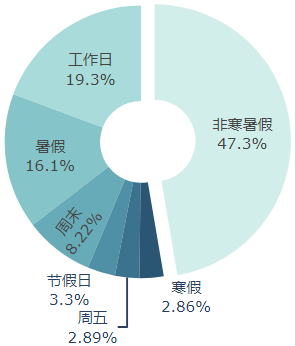 工作日
19.3%
非寒暑假
47.3%
暑假
16.1%
周末
8.22%
节假日
3.3%
寒假
2.86%
周五
2.89%